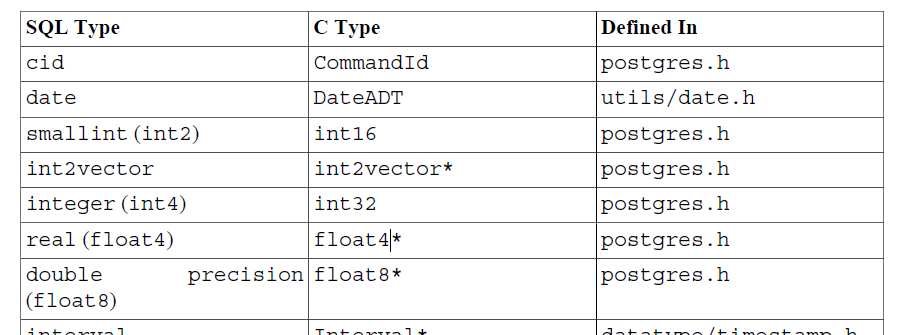 SQL Type C Type Defined In
cid CommandId postgres.h
date DateADT utils/date.h
smallint (int2) int16 postgres.h
int2vector int2vector* postgres.h
integer (int4) int32 postgres.h
real (float4) float4* postgres.h
double precision float8* postgres.h
(float8)
interval Interval* datatype/timestamp.h